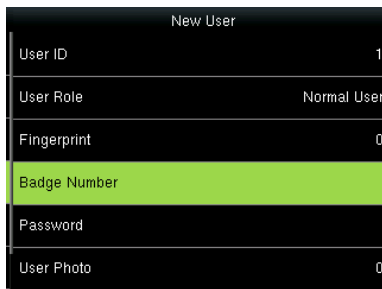 New User
User ID 1
User Role Normal User
Fingerprint 0
Badge Number
Password
User Photo 0